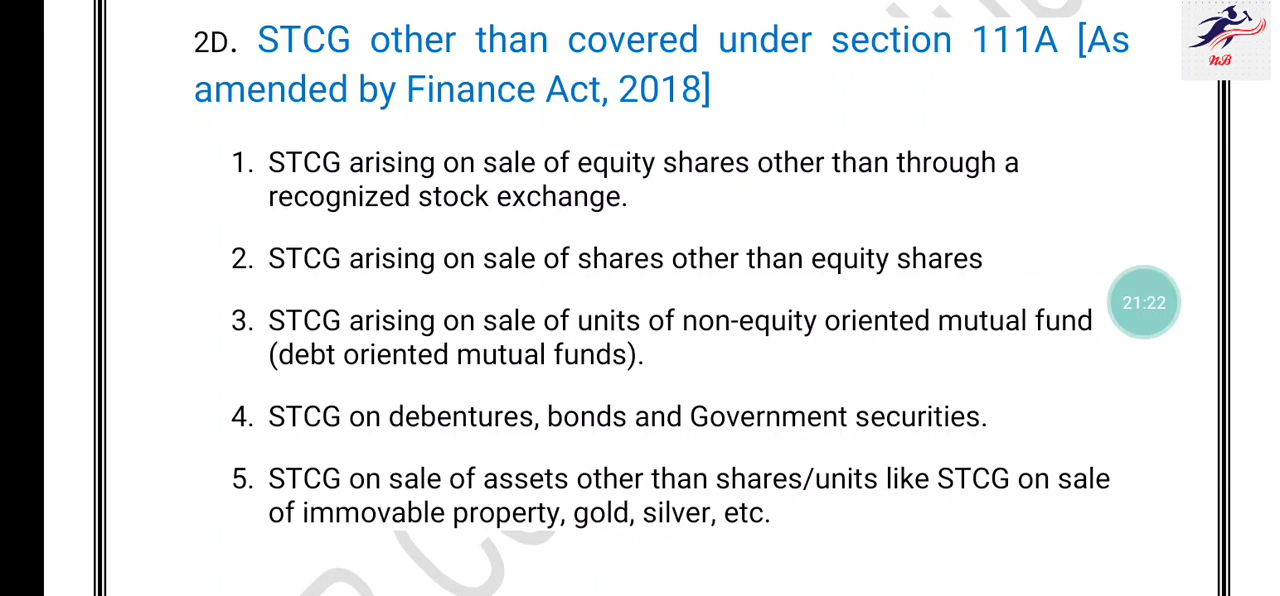 2D. STCG other than covered under section 111A [As
amended by Finance Act, 2018]
NB
1. STCG arising on sale of equity shares other than through a
recognized stock exchange.
2. STCG arising on sale of shares other than equity shares
21:22
3. STCG arising on sale of units of non-equity oriented mutual fund
(debt oriented mutual funds).
4. STCG on debentures, bonds and Government securities.
5. STCG on sale of assets other than shares/units like STCG on sale
of immovable property, gold, silver, etc.